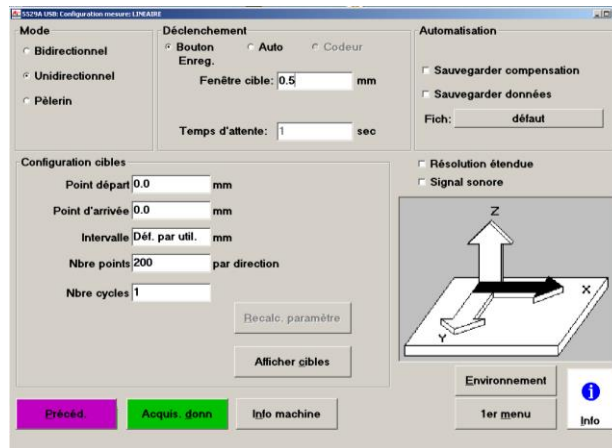 5529A USB: Configuration mesure: LINEAIRE
Mode
Bidirectionnel
Unidirectionnel
Pèlerin
Déclenchement
Bouton Enreg.
Auto
Codeur
Fenêtre cible: 0.5 mm
Temps d'attente: 1 sec
Automatisation
Sauvegarder compensation
Sauvegarder données
Fich: défaut
Configuration cibles
Point départ 0.0 mm
Point d'arrivée 0.0 mm
Intervalle Déf. par util. mm
Nbre points 200 par direction
Nbre cycles 1
Recalc. paramètre
Afficher cibles
Résolution étendue
Signal sonore
Z
X
Y
Environnement
Précéd.
Acquis. donn
Info machine
1er menu
Info